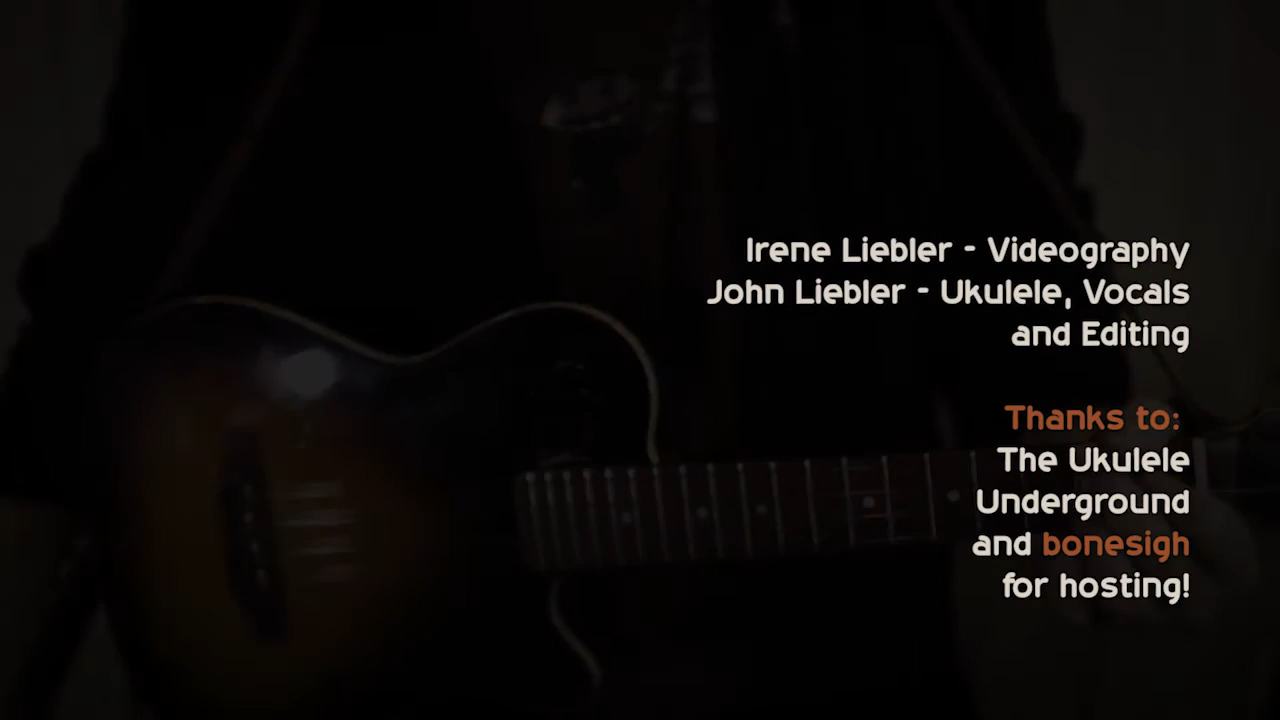 Irene Liebler - Videography
John Liebler - Ukulele, Vocals
and Editing
Thanks to:
The Ukulele
Underground
and bonesigh
for hosting!